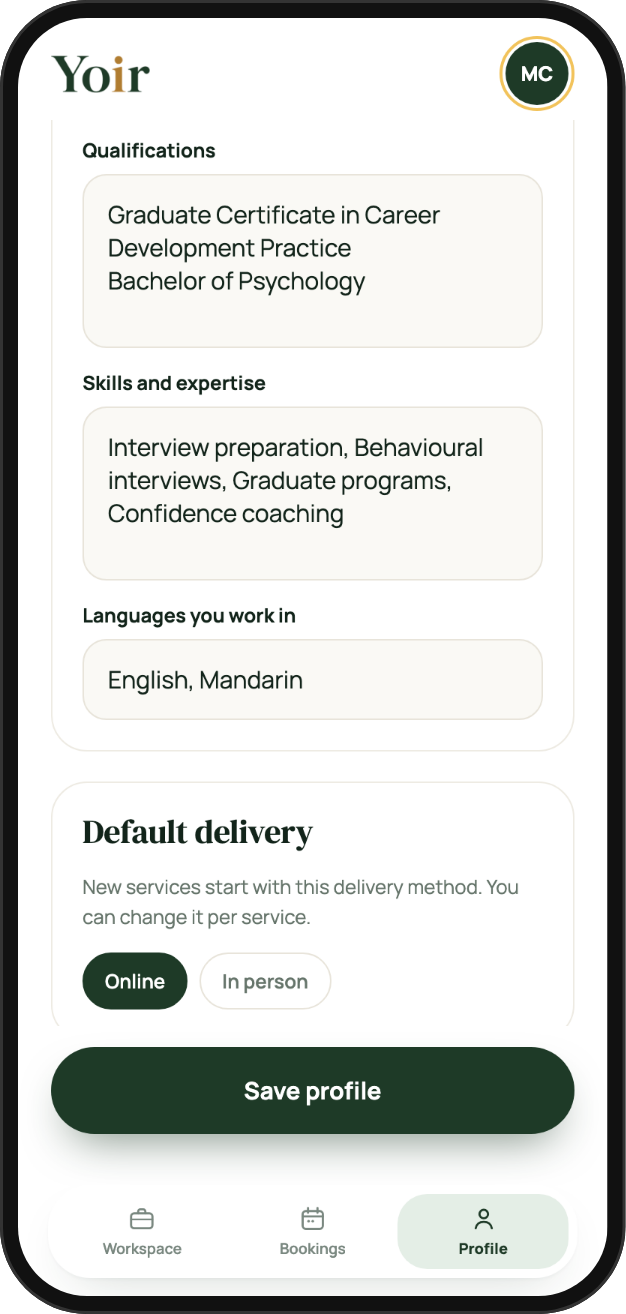 Yoir
MC
Qualifications
Graduate Certificate in Career
Development Practice
Bachelor of Psychology
Skills and expertise
Interview preparation, Behavioural
interviews, Graduate programs,
Confidence coaching
Languages you work in
English, Mandarin
Default delivery
New services start with this delivery method. You
can change it per service.
Online
In person
Save profile
Workspace
Bookings
Profile